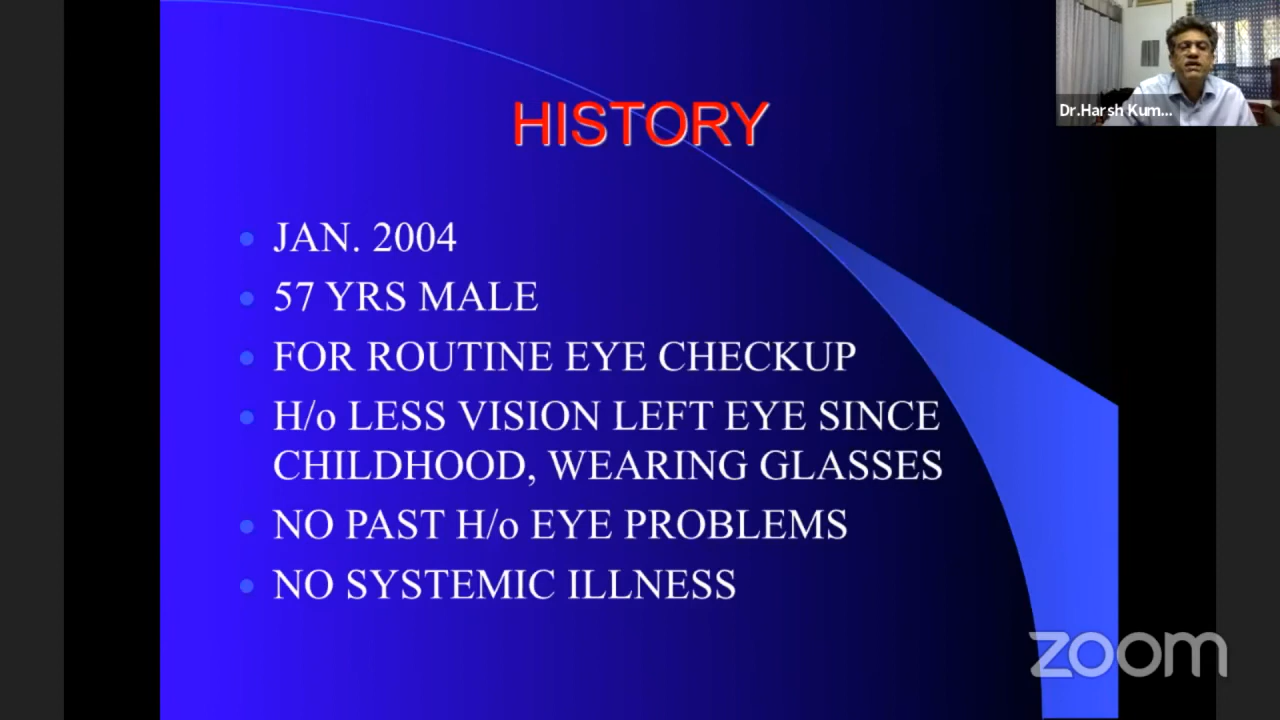 Dr.Harsh Kum...
HISTORY
JAN. 2004
57 YRS MALE
FOR ROUTINE EYE CHECKUP
H/o LESS VISION LEFT EYE SINCE
CHILDHOOD, WEARING GLASSES
NO PAST H/o EYE PROBLEMS
NO SYSTEMIC ILLNESS
zoom